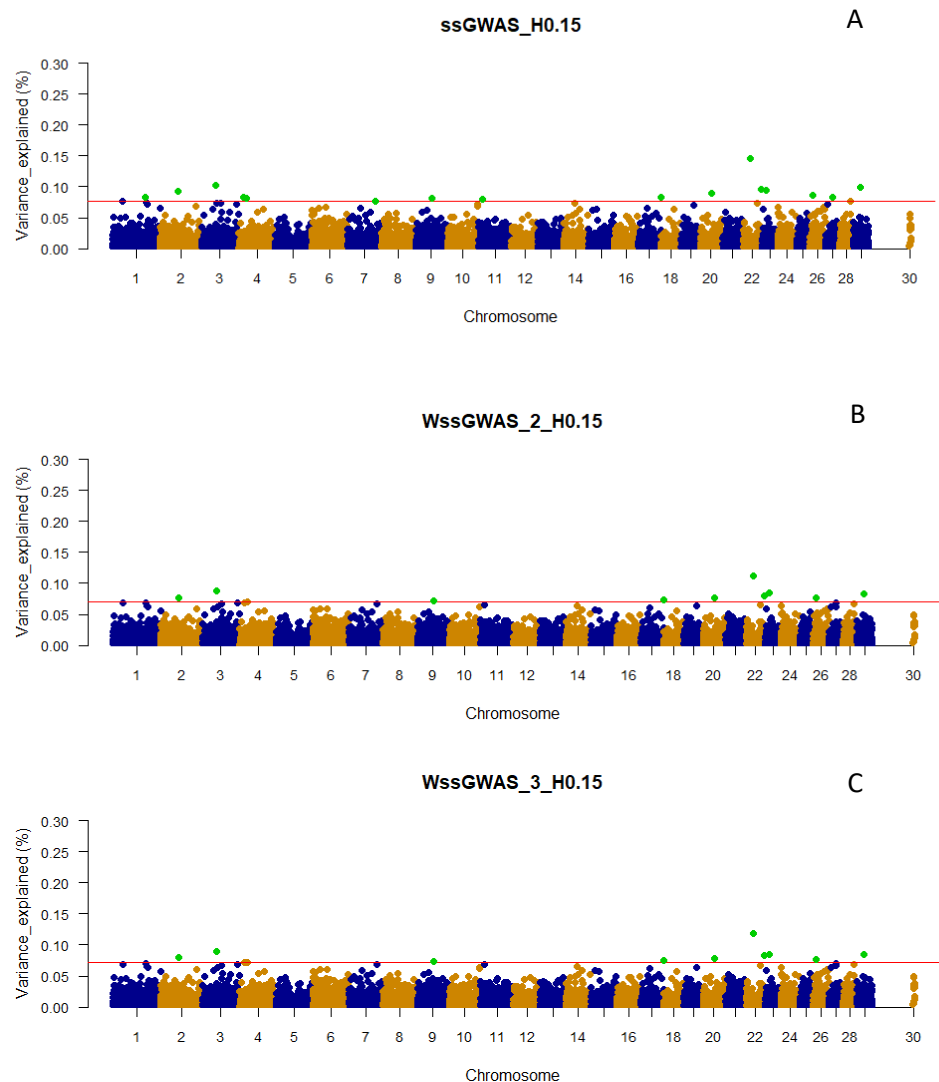 ssGWAS_H0.15
A
Variance_explained (%)
0.30
0.25
0.20
0.15
0.10
0.05
0.00
1 2 3 4 5 6 7 8 9 10 11 12 14 16 18 20 22 24 26 28 30
Chromosome
WssGWAS_2_H0.15
B
Variance_explained (%)
0.30
0.25
0.20
0.15
0.10
0.05
0.00
1 2 3 4 5 6 7 8 9 10 11 12 14 16 18 20 22 24 26 28 30
Chromosome
WssGWAS_3_H0.15
C
Variance_explained (%)
0.30
0.25
0.20
0.15
0.10
0.05
0.00
1 2 3 4 5 6 7 8 9 10 11 12 14 16 18 20 22 24 26 28 30
Chromosome